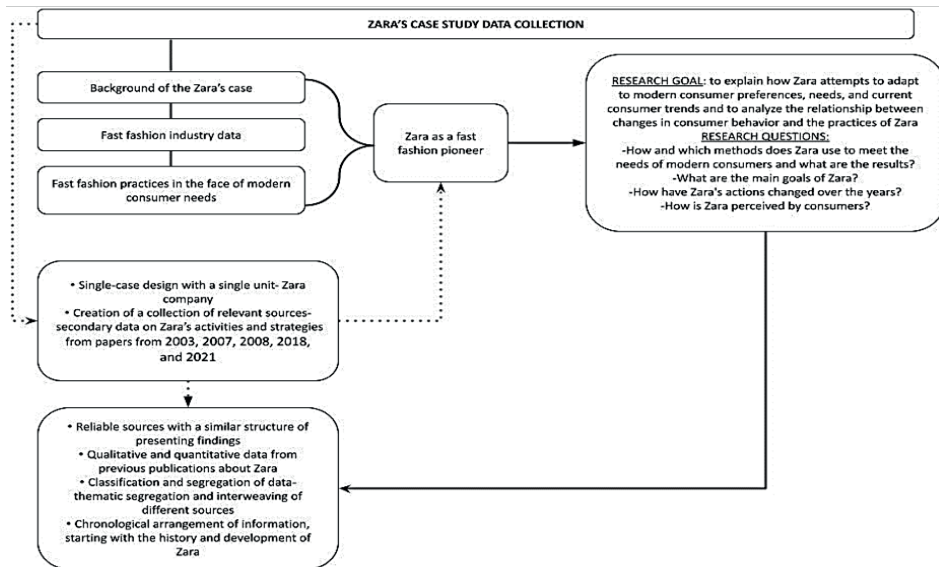 ZARA'S CASE STUDY DATA COLLECTION
Background of the Zara's case
Fast fashion industry data
Fast fashion practices in the face of modern
consumer needs
Zara as a fast
fashion pioneer
RESEARCH GOAL: to explain how Zara attempts to adapt
to modern consumer preferences, needs, and current
consumer trends and to analyze the relationship between
changes in consumer behavior and the practices of Zara
RESEARCH QUESTIONS:
-How and which methods does Zara use to meet the
needs of modern consumers and what are the results?
-What are the main goals of Zara?
-How have Zara's actions changed over the years?
-How is Zara perceived by consumers?
• Single-case design with a single unit- Zara
company
• Creation of a collection of relevant sources-
secondary data on Zara's activities and strategies
from papers from 2003, 2007, 2008, 2018,
and 2021
• Reliable sources with a similar structure of
presenting findings
• Qualitative and quantitative data from
previous publications about Zara
• Classification and segregation of data-
thematic segregation and interweaving of
different sources
• Chronological arrangement of information,
starting with the history and development of
Zara